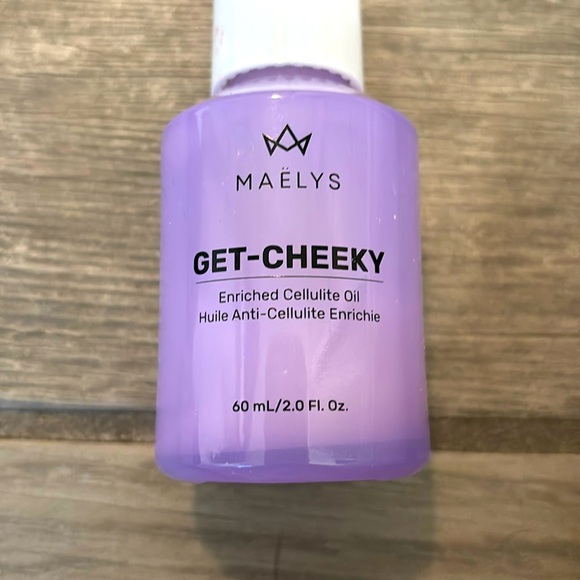 MAËLYS
GET-CHEEKY
Enriched Cellulite Oil
Huile Anti-Cellulite Enrichie
60 mL/2.0 Fl. Oz.